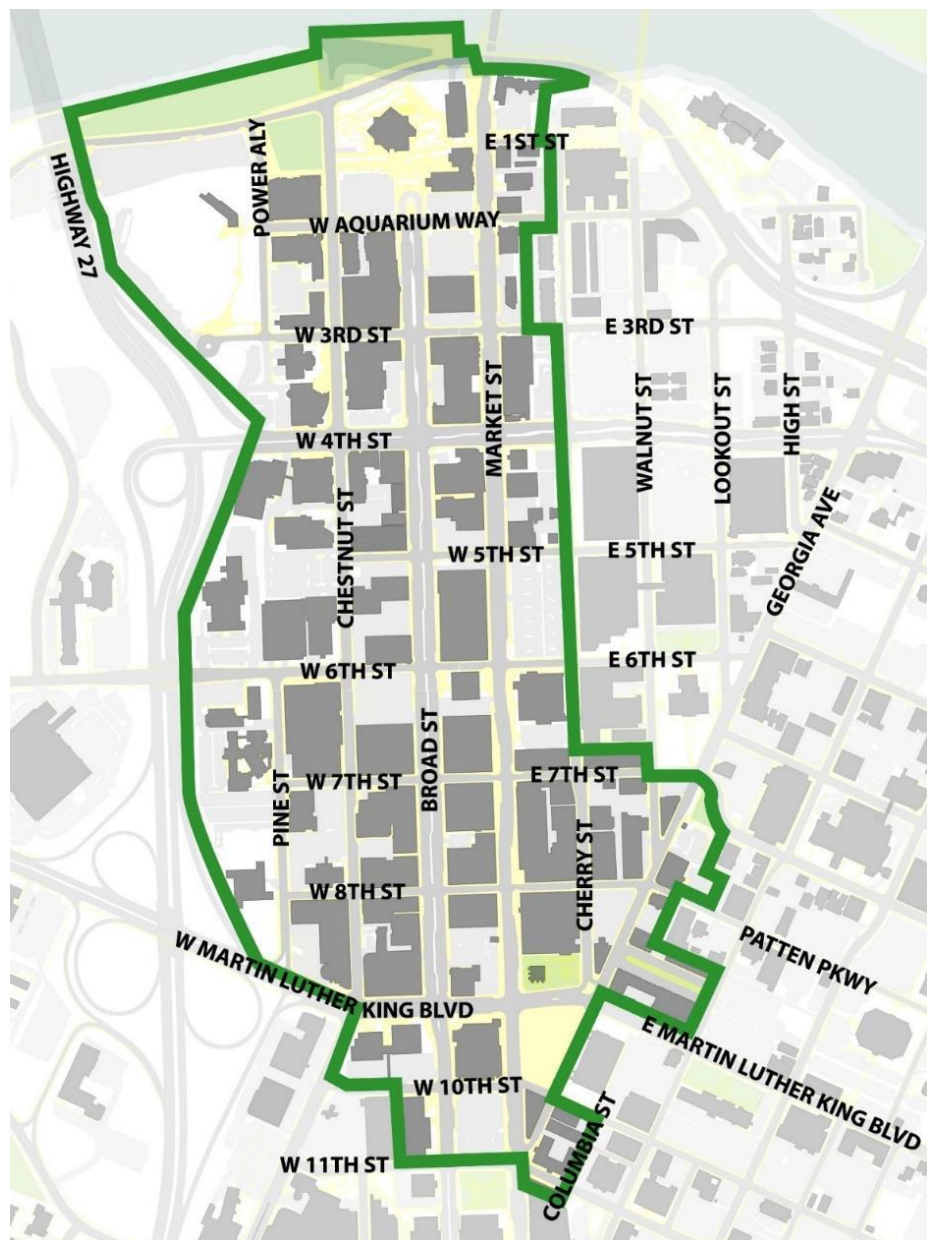 E 1ST ST
POWER ALY
HIGHWAY 27
W AQUARIUM WAY
W 3RD ST
E 3RD ST
MARKET ST
WALNUT ST
LOOKOUT ST
HIGH ST
W 4TH ST
CHESTNUT ST
W 5TH ST
E 5TH ST
GEORGIA AVE
W 6TH ST
E 6TH ST
BROAD ST
W 7TH ST
E 7TH ST
PINE ST
CHERRY ST
W 8TH ST
PATTEN PKWY
W MARTIN LUTHER KING BLVD
E MARTIN LUTHER KING BLVD
W 10TH ST
COLUMBIA ST
W 11TH ST